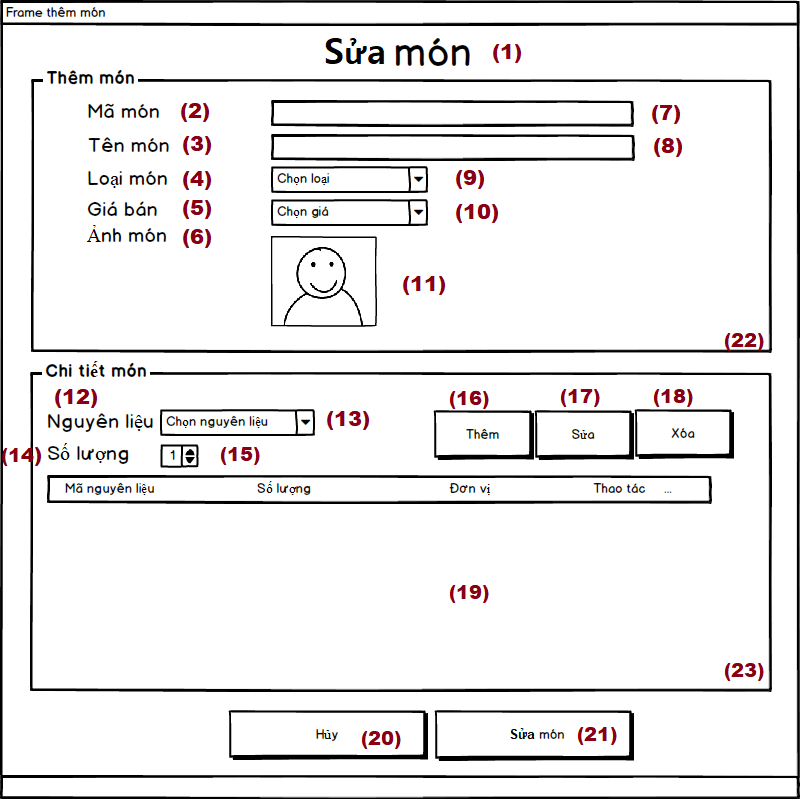 Frame thêm món
Sửa món (1)
Thêm món
Mã món (2) (7)
Tên món (3) (8)
Loại món (4) Chọn loại (9)
Giá bán (5) Chọn giá (10)
Ảnh món (6)
(11)
(22)
Chi tiết món
(12) (16) (17) (18)
Nguyên liệu Chọn nguyên liệu (13) Thêm Sửa Xóa
(14) Số lượng 1 (15)
Mã nguyên liệu Số lượng Đơn vị Thao tác ...
(19)
(23)
Hủy (20) Sửa món (21)